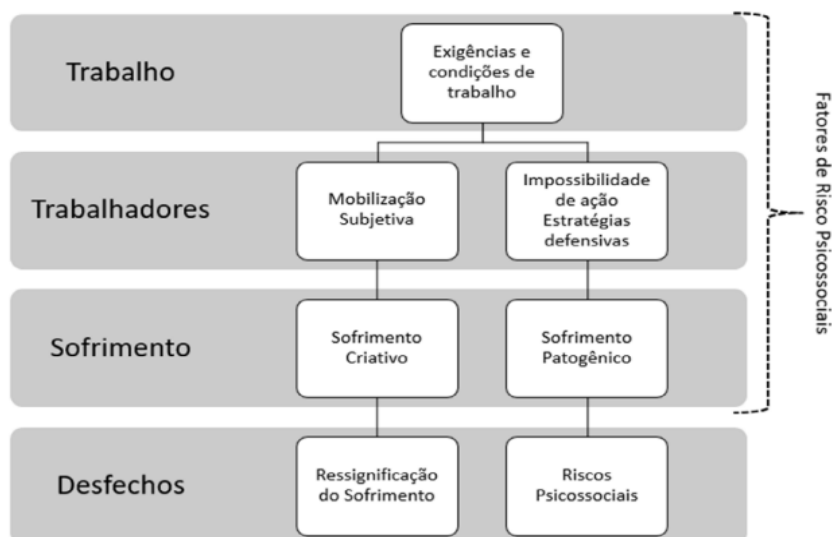 Trabalho
Exigências e
condições de
trabalho
Trabalhadores
Mobilização
Subjetiva
Impossibilidade
de ação
Estratégias
defensivas
Sofrimento
Sofrimento
Criativo
Sofrimento
Patogênico
Desfechos
Ressignificação
do Sofrimento
Riscos
Psicossociais
Fatores de Risco Psicossociais